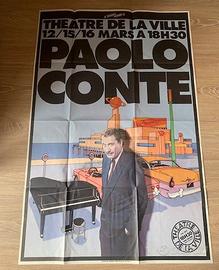 THEATRE DE LA VILLE
12/15/16 MARS A 18H30
PAOLO
CONTE